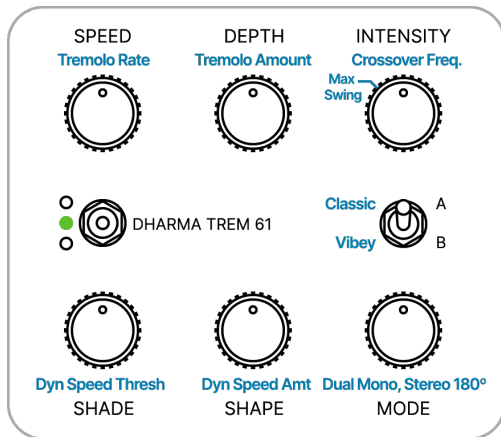 SPEED DEPTH INTENSITY
Tremolo Rate Tremolo Amount Crossover Freq.
Max
Swing
Classic A
DHARMA TREM 61
Vibey B
Dyn Speed Thresh Dyn Speed Amt Dual Mono, Stereo 180º
SHADE SHAPE MODE